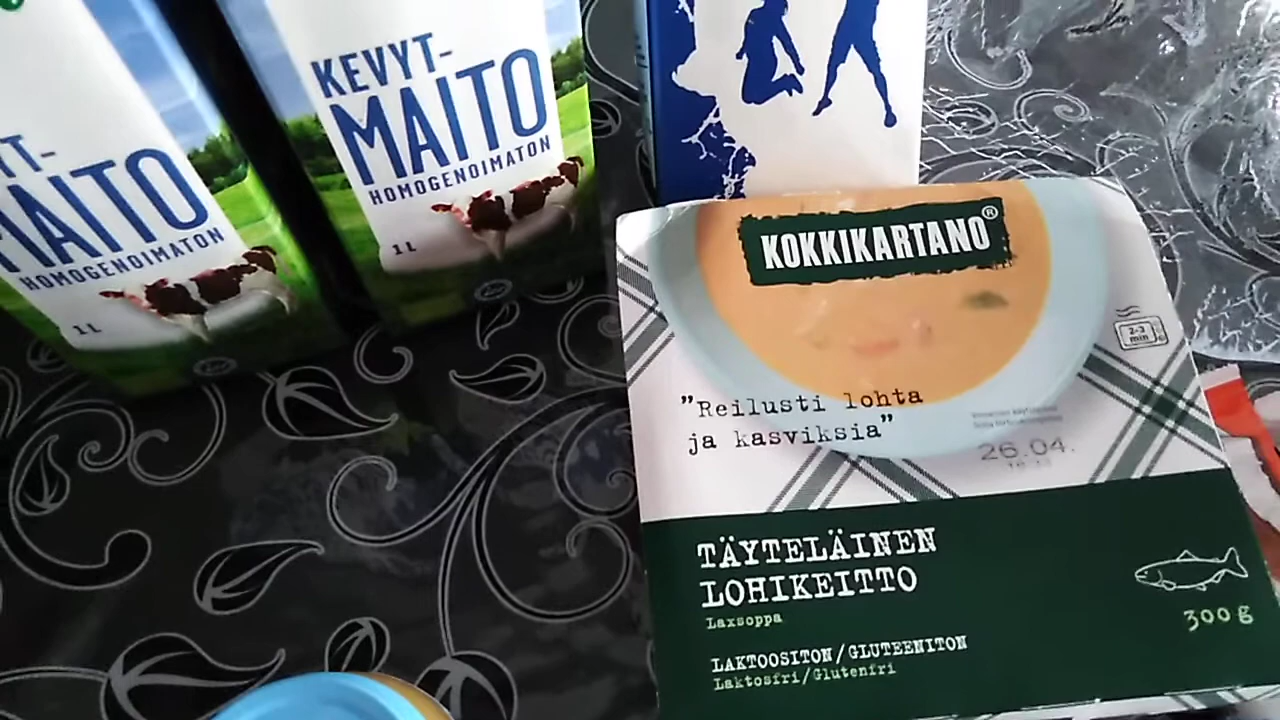 KEVYT-
MAITO
HOMOGENOIMATON
1 L
MAITO
HOMOGENOIMATON
1 L
KOKKIKARTANO®
2-3
min
"Reilusti lohta
ja kasviksia"
26.04.
TÄYTELÄINEN
LOHIKEITTO
Laxsoppa
LAKTOOSITON/GLUTEENITON
Laktosfri/Glutenfri
300 g